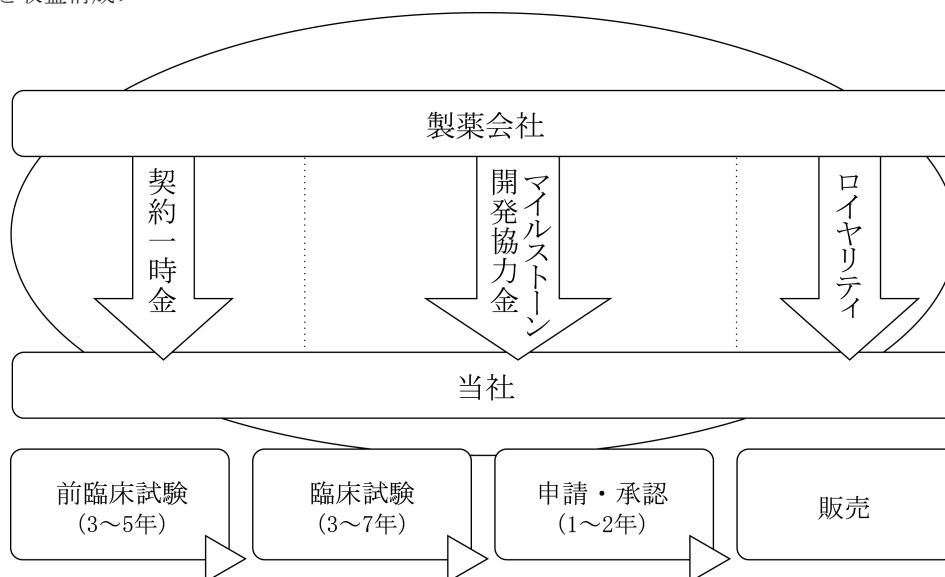 と収益構成>
製薬会社
契約一時金
マイルストーン
開発協力金
ロイヤリティ
当社
前臨床試験
(3～5年)
臨床試験
(3～7年)
申請・承認
(1～2年)
販売